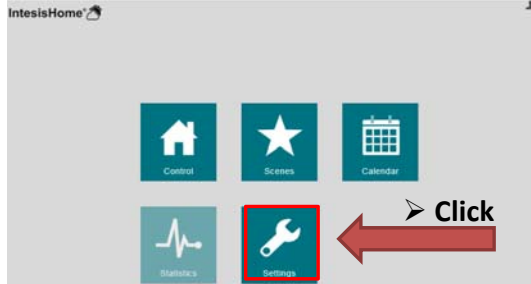 IntesisHome
Control
Scenes
Calendar
➢ Click
Statistics
Settings